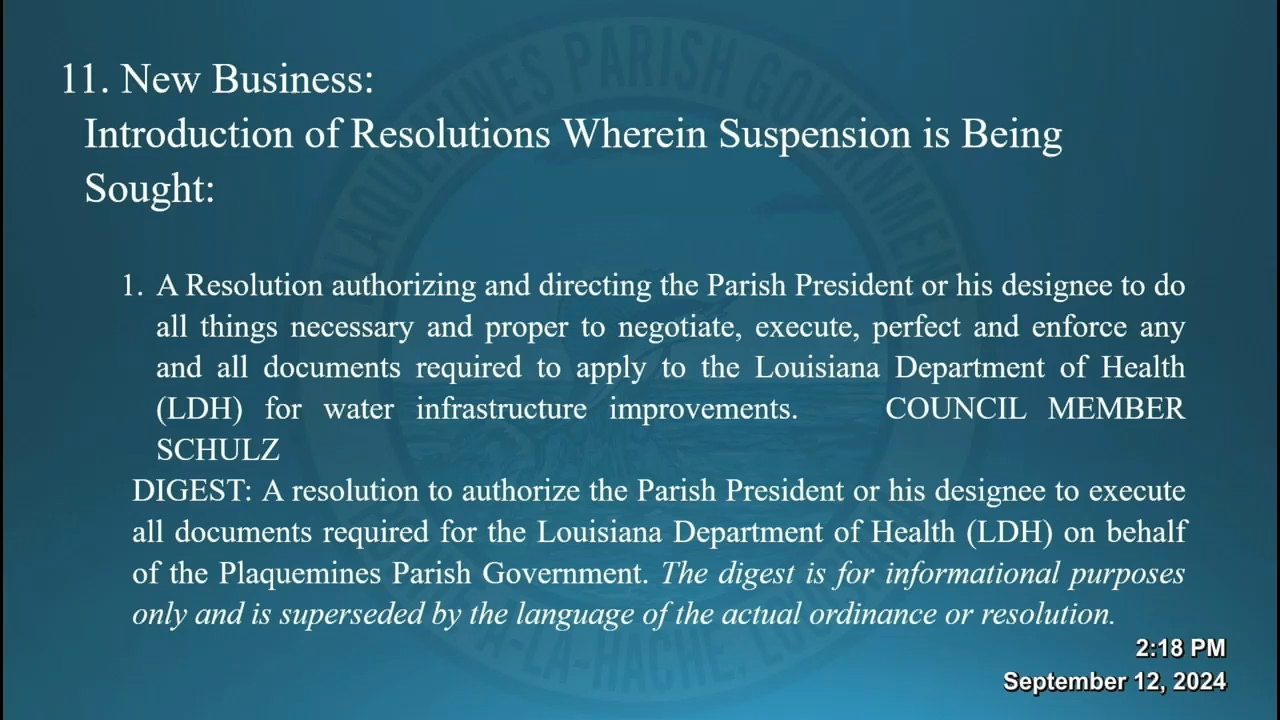 11. New Business:
Introduction of Resolutions Wherein Suspension is Being
Sought:
1. A Resolution authorizing and directing the Parish President or his designee to do
all things necessary and proper to negotiate, execute, perfect and enforce any
and all documents required to apply to the Louisiana Department of Health
(LDH) for water infrastructure improvements. COUNCIL MEMBER
SCHULZ
DIGEST: A resolution to authorize the Parish President or his designee to execute
all documents required for the Louisiana Department of Health (LDH) on behalf
of the Plaquemines Parish Government. The digest is for informational purposes
only and is superseded by the language of the actual ordinance or resolution.
2:18 PM
September 12, 2024
PLAQUEMINES PARISH GOVERNMENT